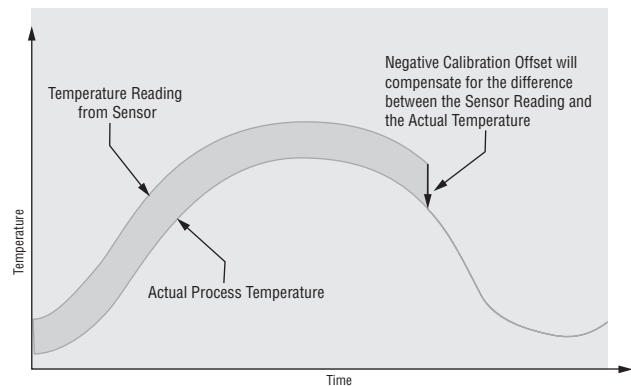 Negative Calibration Offset will
compensate for the difference
between the Sensor Reading and
the Actual Temperature
Temperature Reading
from Sensor
Temperature
Actual Process Temperature
Time